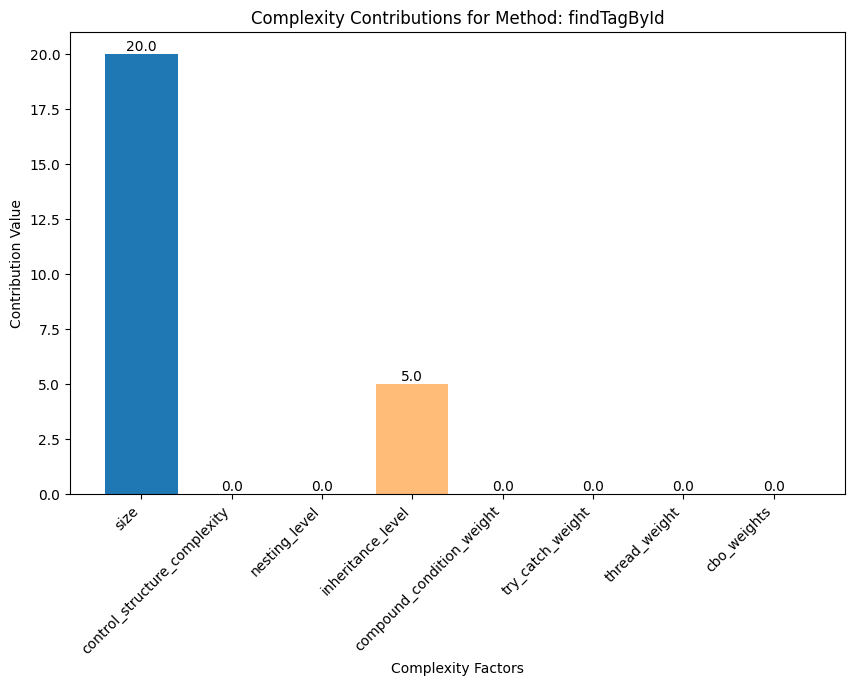 Complexity Contributions for Method: findTagById
Contribution Value
20.0
17.5
15.0
12.5
10.0
7.5
5.0
2.5
0.0
20.0
0.0
0.0
5.0
0.0
0.0
0.0
0.0
size
control_structure_complexity
nesting_level
inheritance_level
compound_condition_weight
try_catch_weight
thread_weight
cbo_weights
Complexity Factors